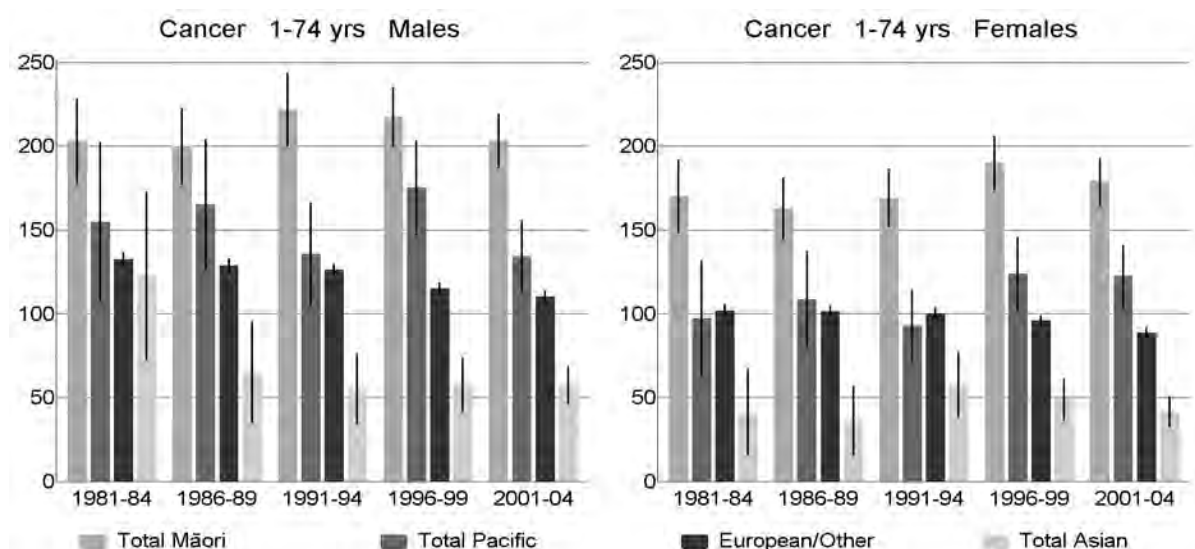 Cancer 1-74 yrs Males
250
200
150
100
50
0
1981-84 1986-89 1991-94 1996-99 2001-04
Cancer 1-74 yrs Females
250
200
150
100
50
0
1981-84 1986-89 1991-94 1996-99 2001-04
Total Māori Total Pacific European/Other Total Asian